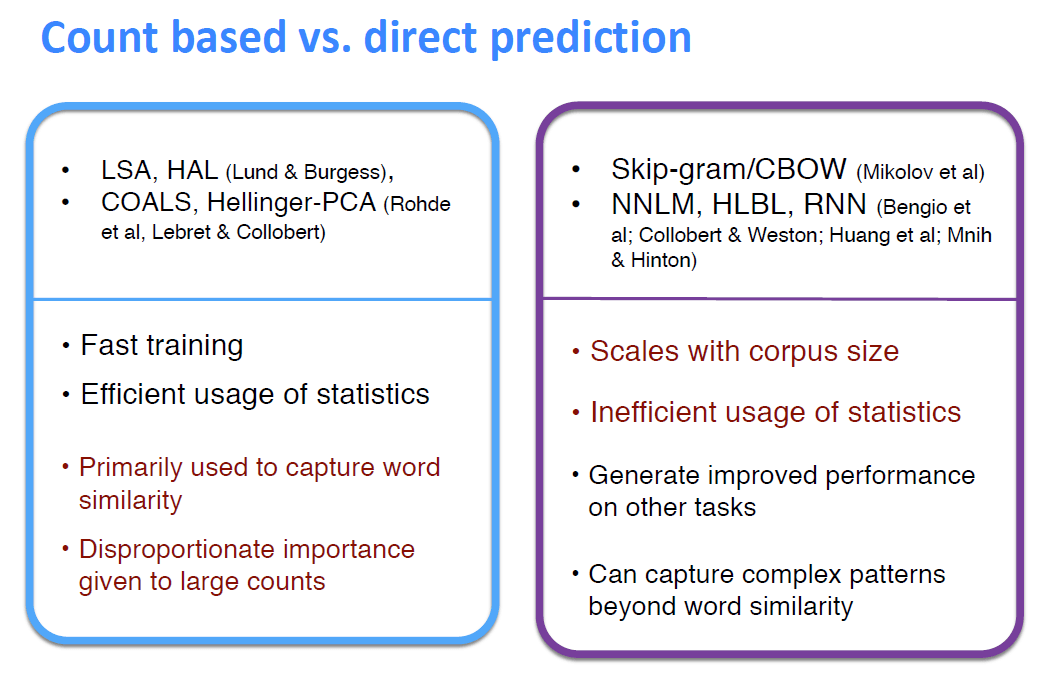 Count based vs. direct prediction
• LSA, HAL (Lund & Burgess),
• COALS, Hellinger-PCA (Rohde
et al, Lebret & Collobert)
• Fast training
• Efficient usage of statistics
• Primarily used to capture word
similarity
• Disproportionate importance
given to large counts
• Skip-gram/CBOW (Mikolov et al)
• NNLM, HLBL, RNN (Bengio et
al; Collobert & Weston; Huang et al; Mnih
& Hinton)
• Scales with corpus size
• Inefficient usage of statistics
• Generate improved performance
on other tasks
• Can capture complex patterns
beyond word similarity